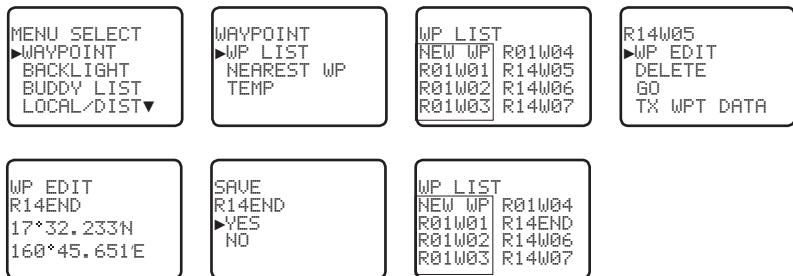 MENU SELECT
▶WAYPOINT
BACKLIGHT
BUDDY LIST
LOCAL/DIST▼
WAYPOINT
▶WP LIST
NEAREST WP
TEMP
WP LIST
NEW WP R01W04
R01W01 R14W05
R01W02 R14W06
R01W03 R14W07
R14W05
▶WP EDIT
DELETE
GO
TX WPT DATA
WP EDIT
R14END
17°32.233'N
160°45.651'E
SAVE
R14END
▶YES
NO
WP LIST
NEW WP R01W04
R01W01 R14END
R01W02 R14W06
R01W03 R14W07